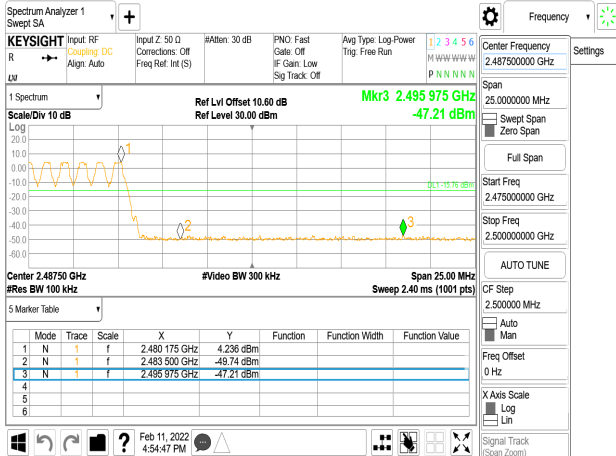 Spectrum Analyzer 1
Swept SA
Frequency
Settings
KEYSIGHT
R
Input: RF
Coupling: DC
Align: Auto
Input Z: 50 Ω
Corrections: Off
Freq Ref: Int (S)
#Atten: 30 dB
PNO: Fast
Gate: Off
IF Gain: Low
Sig Track: Off
Avg Type: Log-Power
Trig: Free Run
1 2 3 4 5 6
M W W W W W
P N N N N N
1 Spectrum
Scale/Div 10 dB
Ref Lvl Offset 10.60 dB
Ref Level 30.00 dBm
Mkr3 2.495 975 GHz
-47.21 dBm
Log
20.0
10.0
0.00
-10.0
-20.0
-30.0
-40.0
-50.0
-60.0
1
2
3
DL1 -15.76 dBm
Center 2.48750 GHz
#Res BW 100 kHz
#Video BW 300 kHz
Span 25.00 MHz
Sweep 2.40 ms (1001 pts)
5 Marker Table
Mode Trace Scale X Y Function Function Width Function Value
1 N 1 f 2.480 175 GHz 4.236 dBm
2 N 1 f 2.483 500 GHz -49.74 dBm
3 N 1 f 2.495 975 GHz -47.21 dBm
4
5
6
Feb 11, 2022
4:54:47 PM
Center Frequency
2.487500000 GHz
Span
25.0000000 MHz
Swept Span
Zero Span
Full Span
Start Freq
2.475000000 GHz
Stop Freq
2.500000000 GHz
AUTO TUNE
CF Step
2.500000 MHz
Auto
Man
Freq Offset
0 Hz
X Axis Scale
Log
Lin
Signal Track
(Span Zoom)